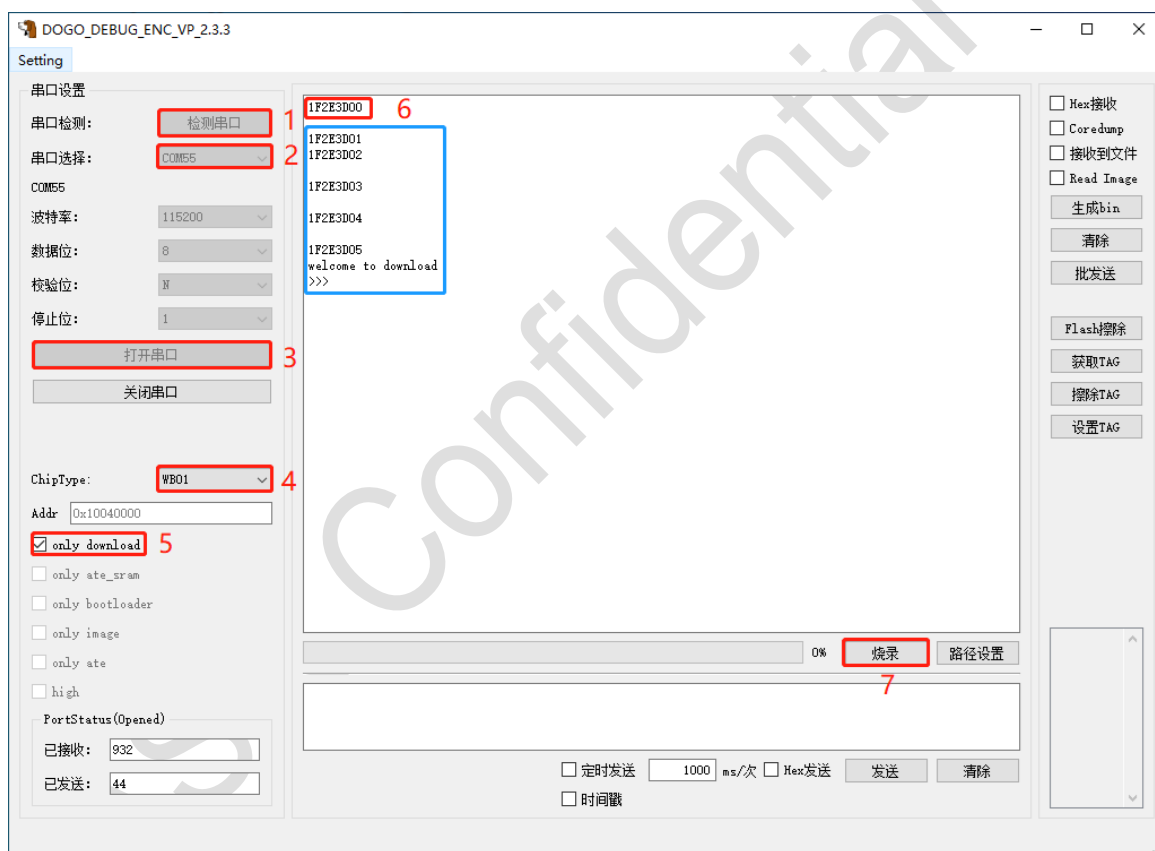 DOGO_DEBUG_ENC_VP_2.3.3
Setting
串口设置
串口检测:
检测串口
1
串口选择:
COM55
2
COM55
波特率:
115200
数据位:
8
校验位:
N
停止位:
1
打开串口
3
关闭串口
ChipType:
WB01
4
Addr
0x10040000
only download
5
only ate_sram
only bootloader
only image
only ate
high
PortStatus(Opened)
已接收:
932
已发送:
44
1F2E3D00
6
1F2E3D01
1F2E3D02
1F2E3D03
1F2E3D04
1F2E3D05
welcome to download
>>>
0%
烧录
路径设置
7
定时发送
1000
ms/次
Hex发送
发送
清除
时间戳
Hex接收
Coredump
接收到文件
Read Image
生成bin
清除
批发送
Flash擦除
获取TAG
擦除TAG
设置TAG
Confidential